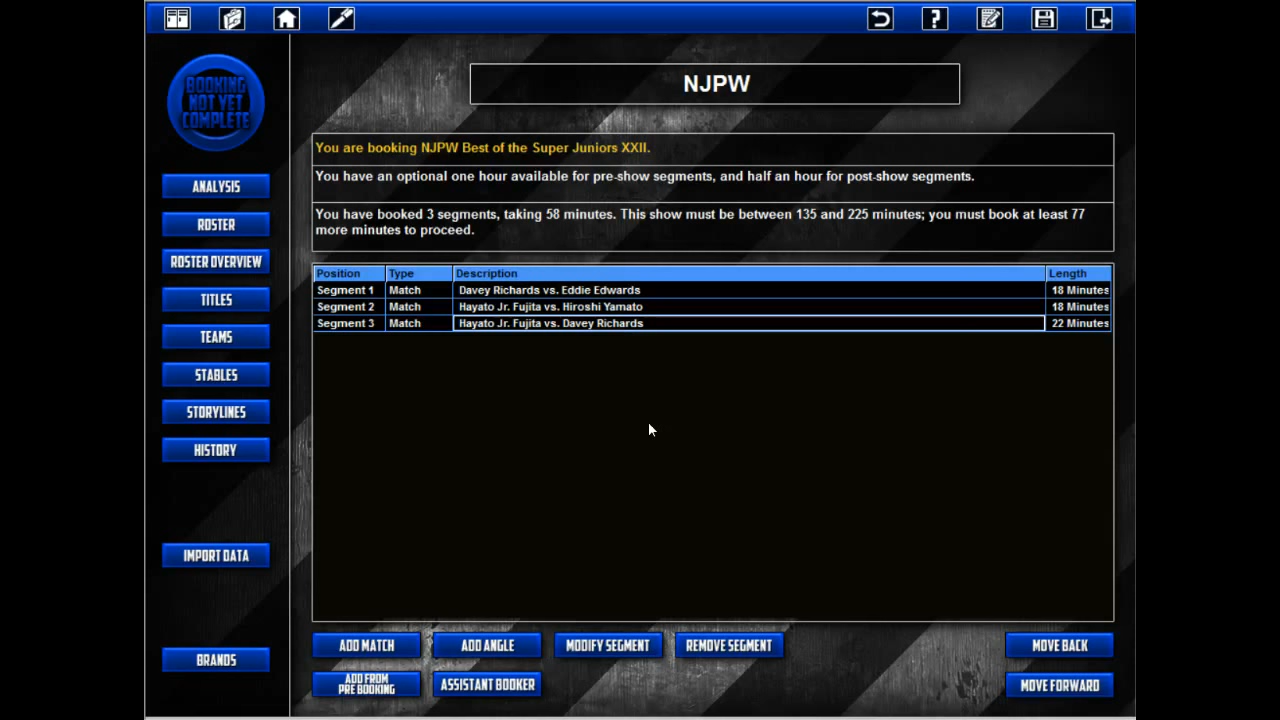 NJPW
BOOKING
NOT YET
COMPLETE
You are booking NJPW Best of the Super Juniors XXII.
You have an optional one hour available for pre-show segments, and half an hour for post-show segments.
You have booked 3 segments, taking 58 minutes. This show must be between 135 and 225 minutes; you must book at least 77
more minutes to proceed.
ANALYSIS
ROSTER
ROSTER OVERVIEW
TITLES
TEAMS
STABLES
STORYLINES
HISTORY
IMPORT DATA
BRANDS
Position Type Description Length
Segment 1 Match Davey Richards vs. Eddie Edwards 18 Minutes
Segment 2 Match Hayato Jr. Fujita vs. Hiroshi Yamato 18 Minutes
Segment 3 Match Hayato Jr. Fujita vs. Davey Richards 22 Minutes
ADD MATCH ADD ANGLE MODIFY SEGMENT REMOVE SEGMENT MOVE BACK
ADD FROM
PRE BOOKING
ASSISTANT BOOKER MOVE FORWARD